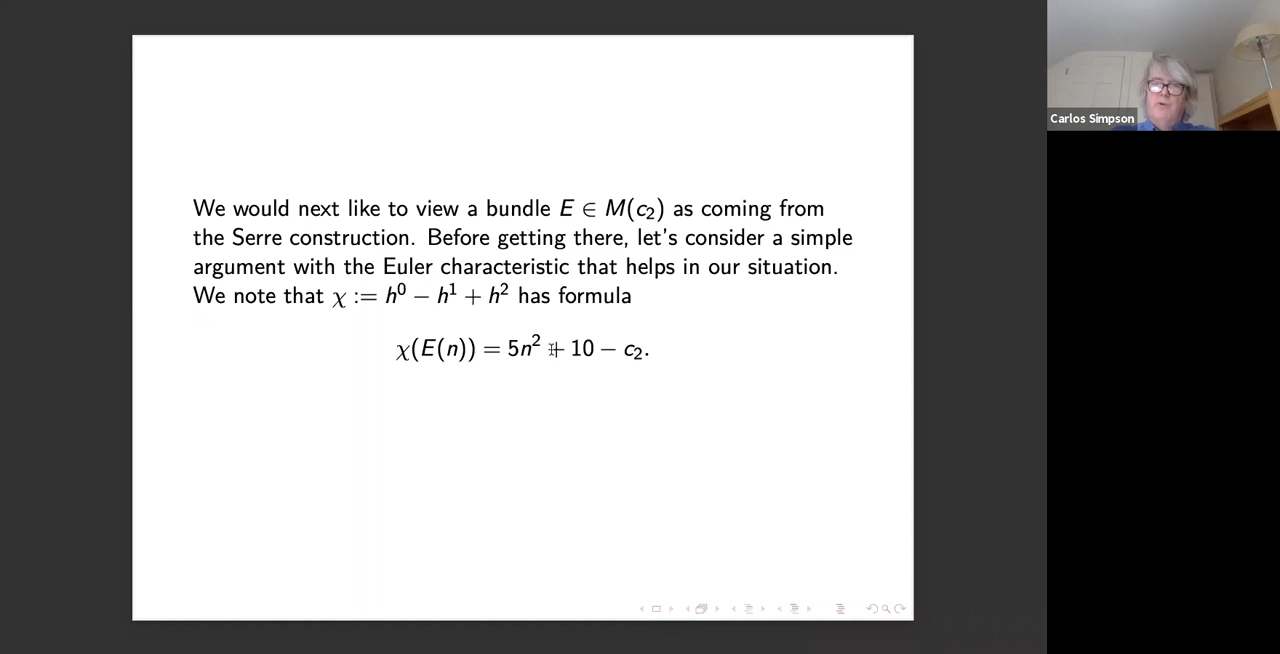 We would next like to view a bundle E ∈ M(c₂) as coming from
the Serre construction. Before getting there, let's consider a simple
argument with the Euler characteristic that helps in our situation.
We note that χ := h⁰ − h¹ + h² has formula
χ(E(n)) = 5n² + 10 − c₂.
Carlos Simpson